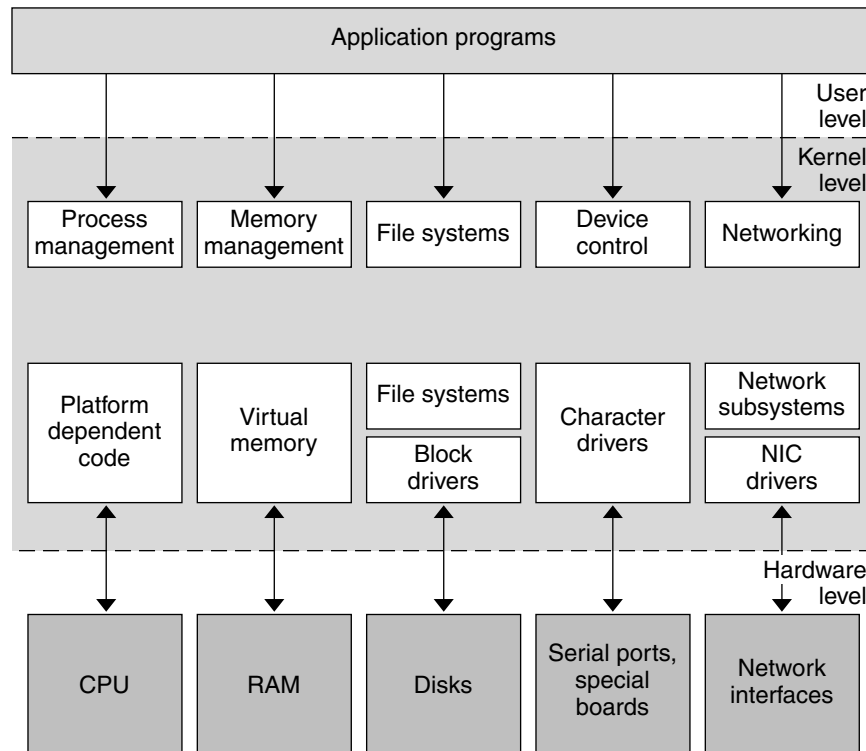 Application programs
User
level
Kernel
level
Process
management
Memory
management
File systems
Device
control
Networking
Platform
dependent
code
Virtual
memory
File systems
Block
drivers
Character
drivers
Network
subsystems
NIC
drivers
Hardware
level
CPU
RAM
Disks
Serial ports,
special
boards
Network
interfaces